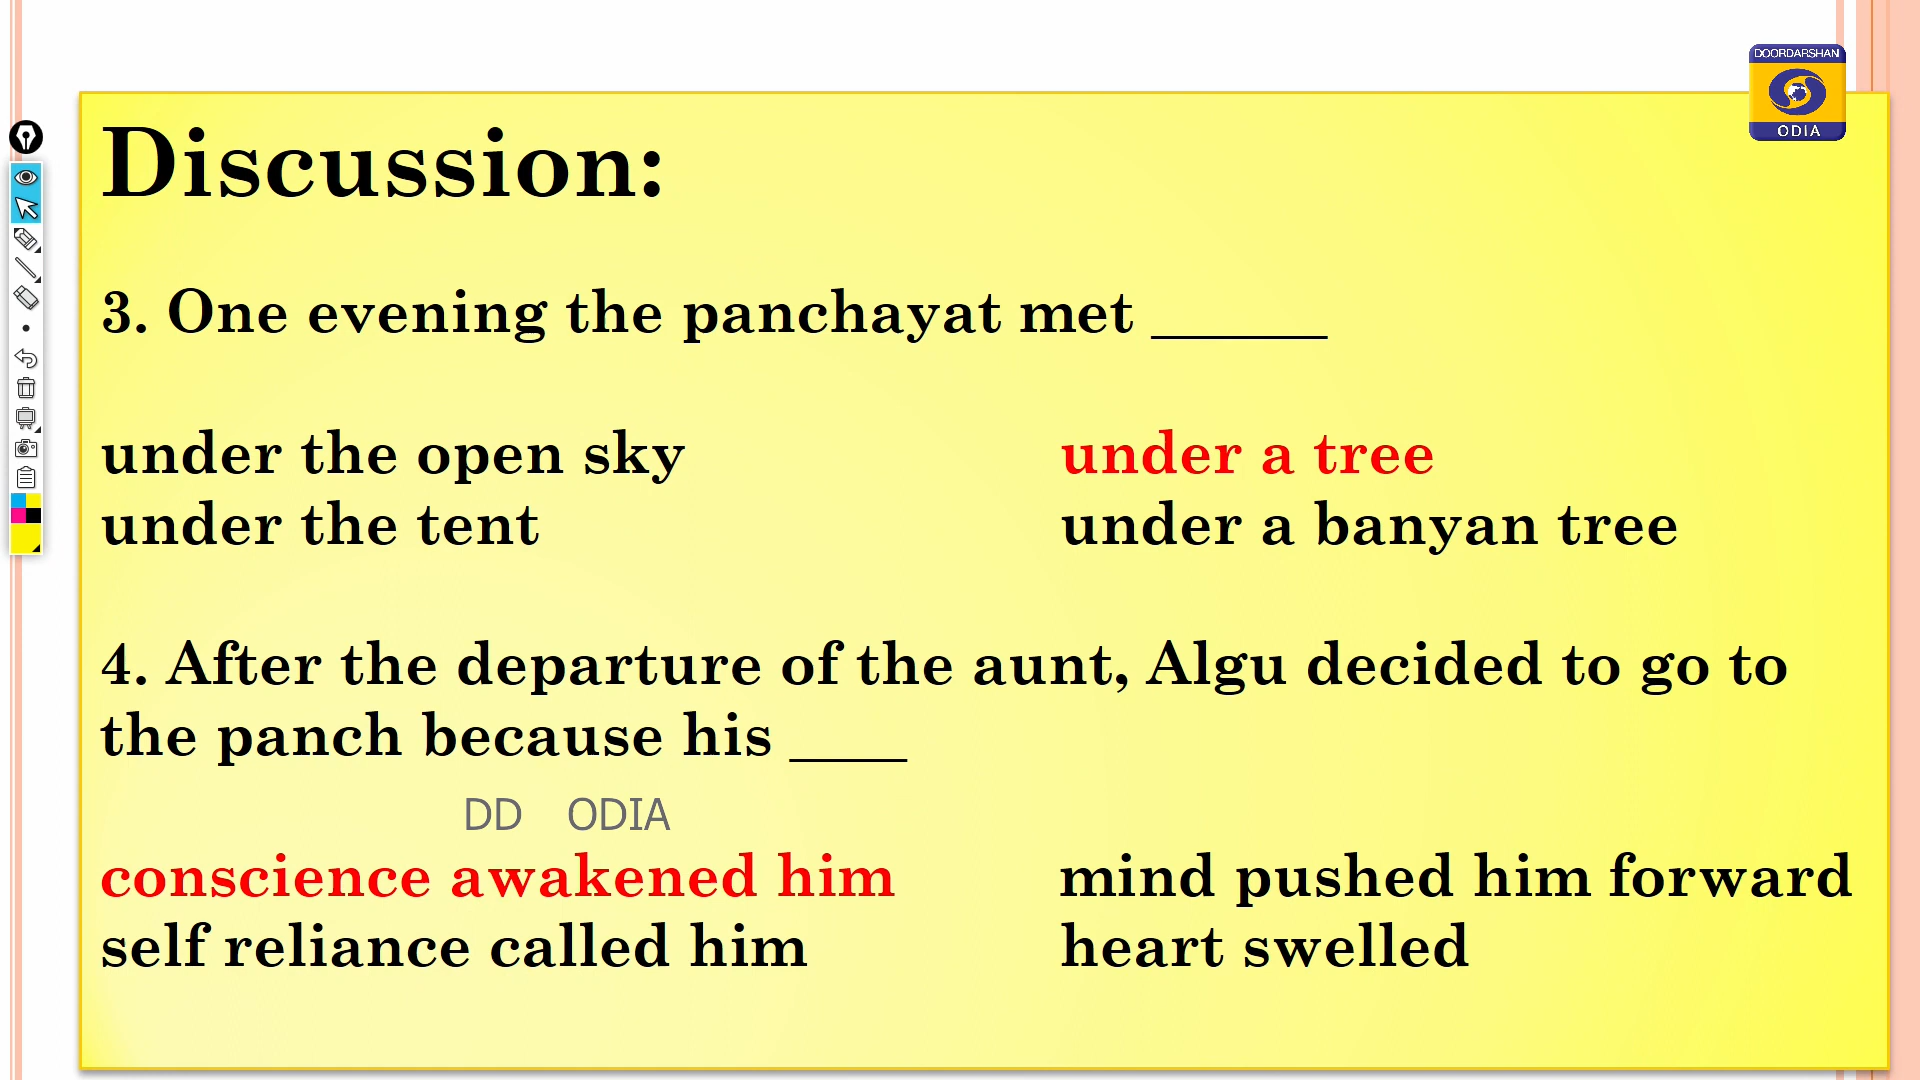 DOORDARSHAN
ODIA
Discussion:
3. One evening the panchayat met ______
under the open sky under a tree
under the tent under a banyan tree
4. After the departure of the aunt, Algu decided to go to
the panch because his ____
DD ODIA
conscience awakened him mind pushed him forward
self reliance called him heart swelled